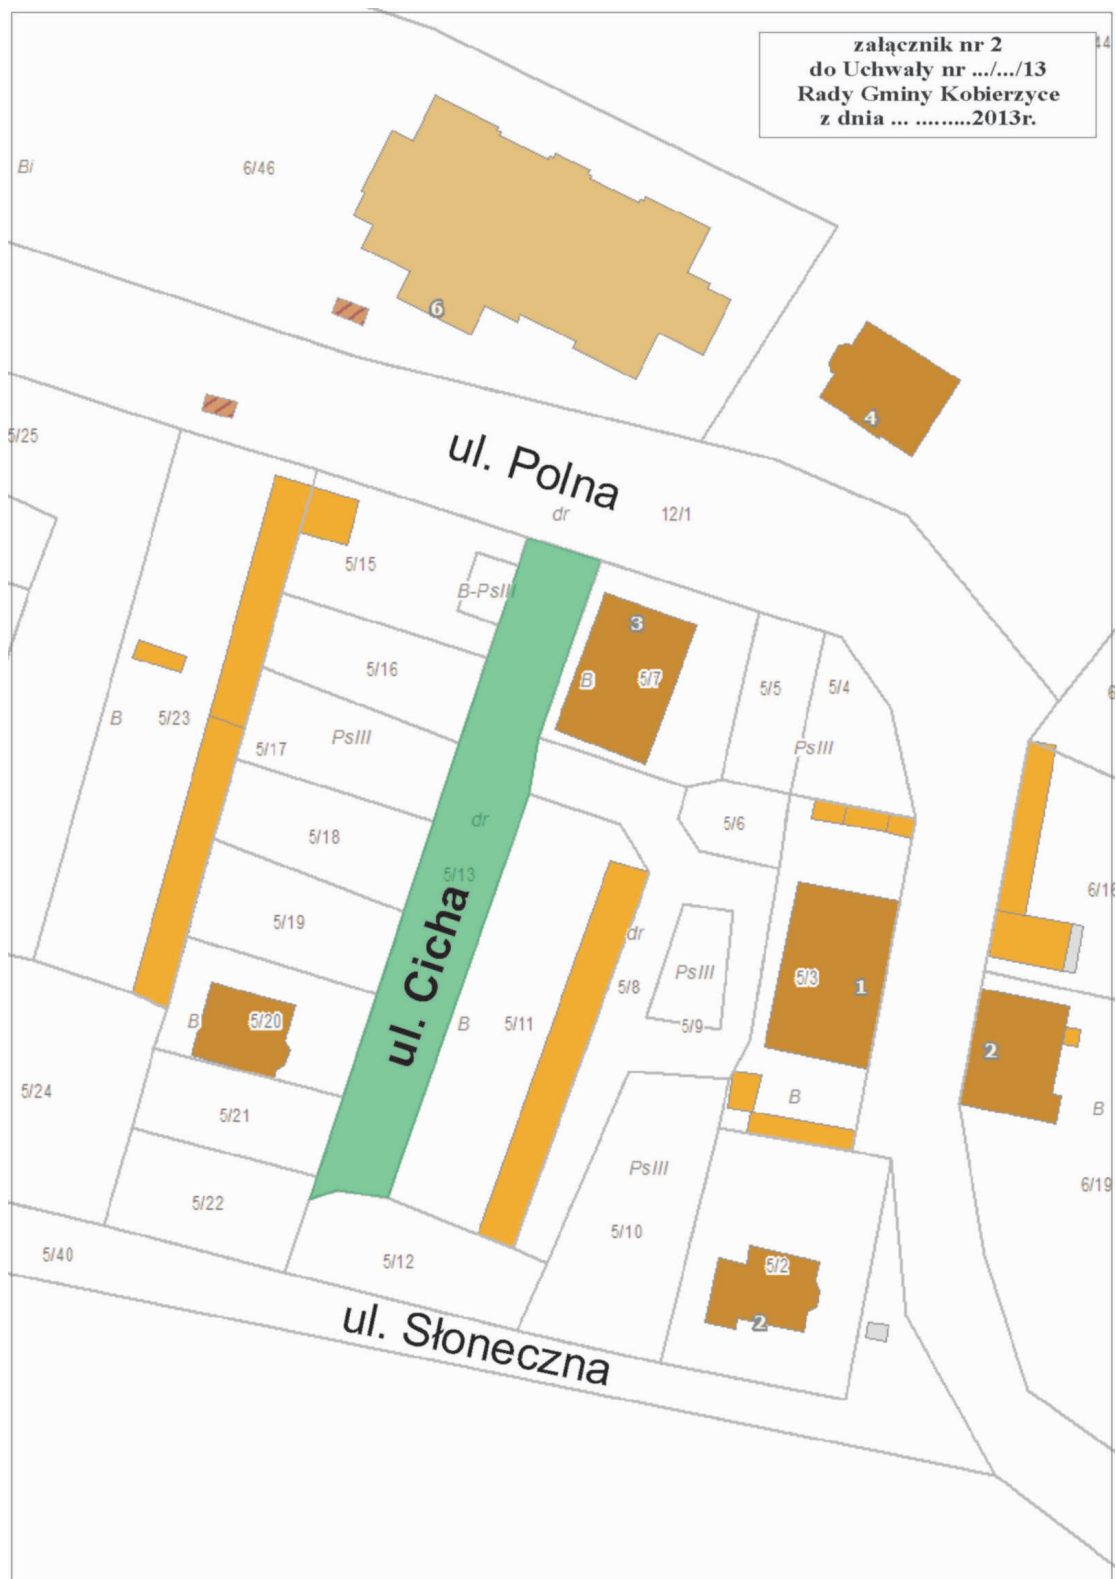 załącznik nr 2
do Uchwały nr .../.../13
Rady Gminy Kobierzyce
z dnia ... .........2013r.
44
Bi
6/46
6
4
5/25
ul. Polna
dr
12/1
5/15
B-PsIII
3
B
5/7
5/16
5/5
5/4
B
5/23
5/17
PsIII
PsIII
dr
5/6
5/18
5/13
6/16
5/19
dr
PsIII
5/3
1
5/8
ul. Cicha
B
5/20
B
5/11
5/9
2
5/24
5/21
B
B
PsIII
6/19
5/22
5/10
5/40
5/12
5/2
2
ul. Słoneczna